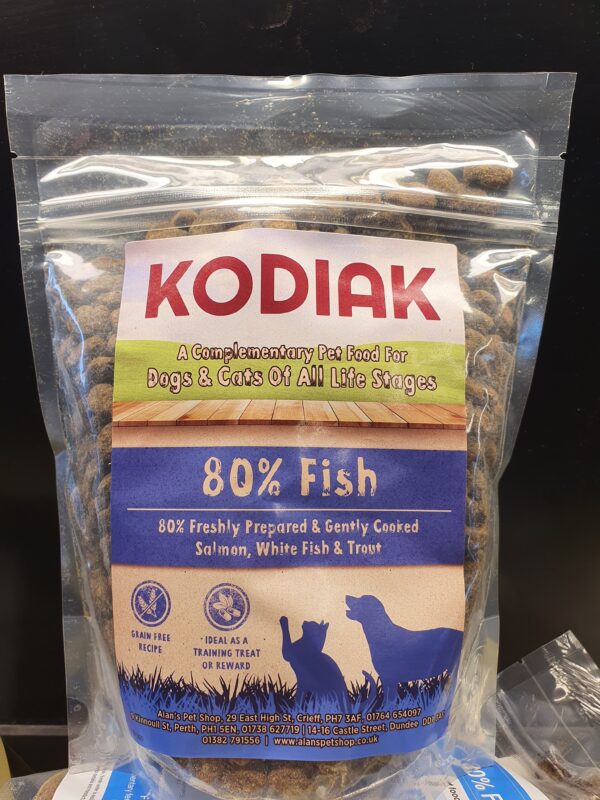 KODIAK
A Complementary Pet Food For
Dogs & Cats Of All Life Stages
80% Fish
80% Freshly Prepared & Gently Cooked
Salmon, White Fish & Trout
GRAIN FREE
RECIPE
IDEAL AS A
TRAINING TREAT
OR REWARD
Alan's Pet Shop, 29 East High St, Crieff, PH7 3AF, 01764 654097
Kinnoull St, Perth, PH1 5EN, 01738 627719 | 14-16 Castle Street, Dundee
01382 791556 | www.alanspetshop.co.uk